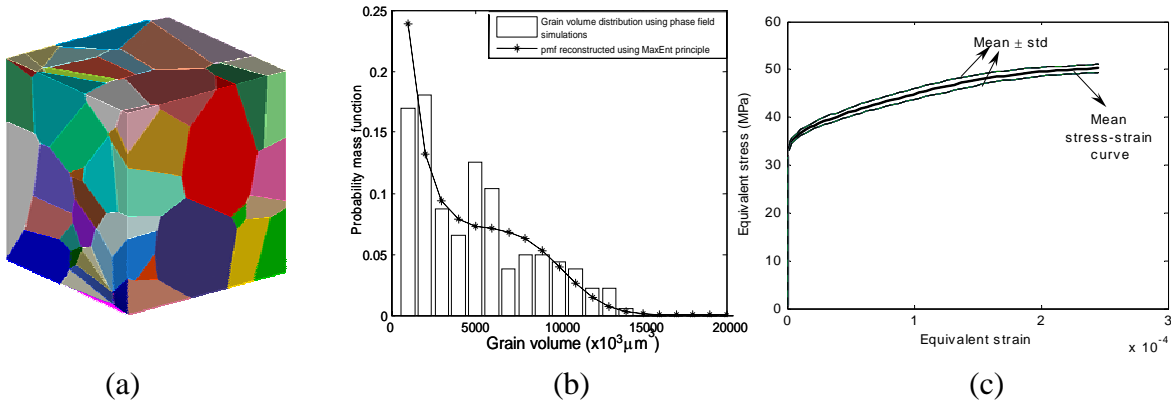 0.25
0.2
0.15
0.1
0.05
0
Probability mass function
Grain volume distribution using phase field
simulations
pmf reconstructed using MaxEnt principle
0 5000 10000 15000 20000
Grain volume (x10³μm³)
60
50
40
30
20
10
0
Equivalent stress (MPa)
Mean ± std
Mean
stress-strain
curve
0 1 2 3
Equivalent strain
x 10⁻⁴
(a) (b) (c)